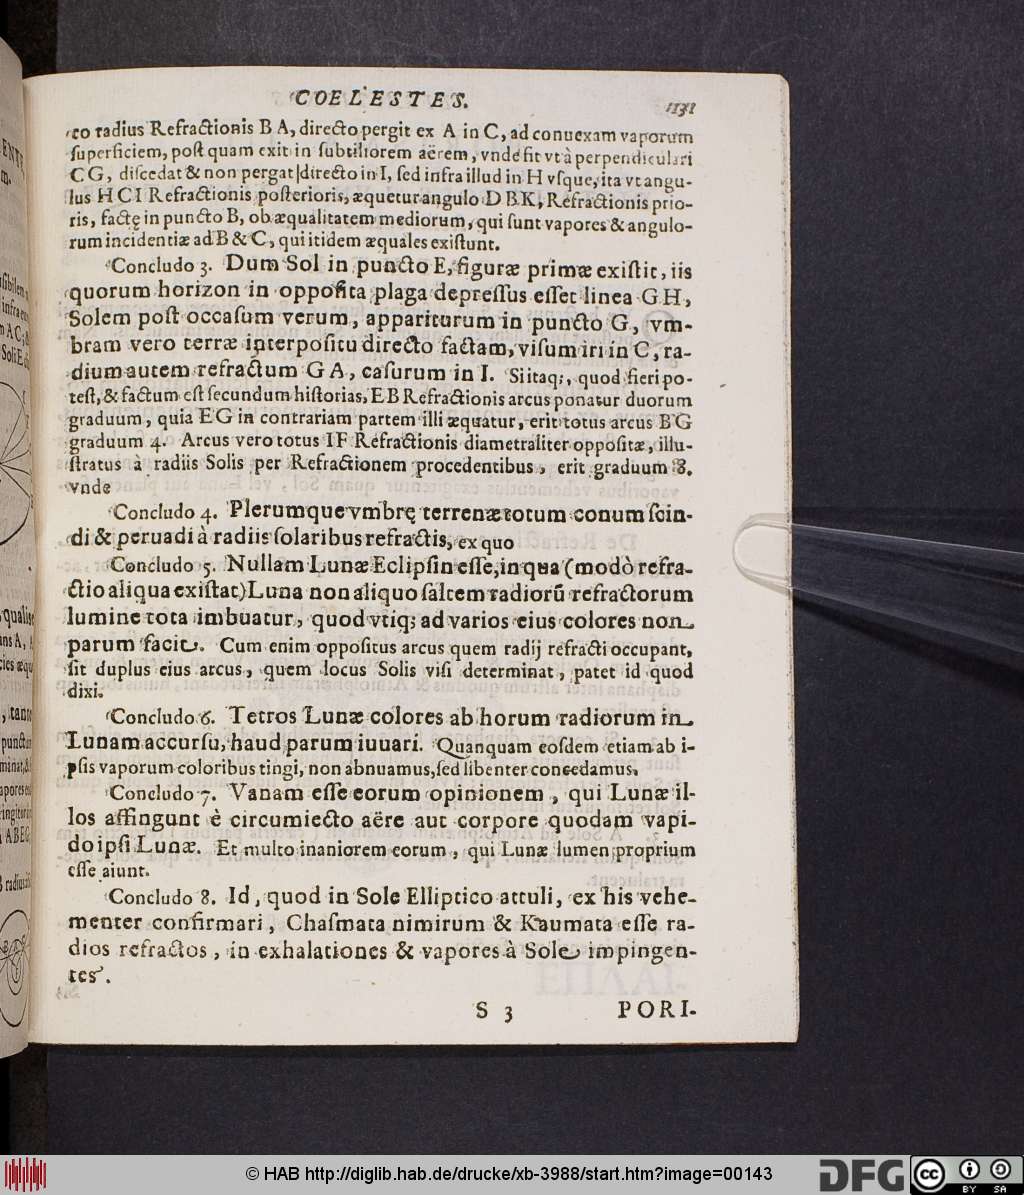 COELESTES. 131
to radius Refractionis B A, directo pergit ex A in C, ad conuexam vaporum
ſuperficiem, poſt quam exit in ſubtiliorem aërem, vnde fit vt à perpendiculari
C G, diſcedat & non pergat directo in I, ſed infra illud in H vſque, ita vt angu-
lus H C I Refractionis poſterioris, æquetur angulo D B K, Refractionis prio-
ris, factę in puncto B, ob æqualitatem mediorum, qui ſunt vapores & angulo-
rum incidentiæ ad B & C, qui itidem æquales exiſtunt.
Concludo 3. Dum Sol in puncto E, figuræ primæ exiſtit, iis
quorum horizon in oppoſita plaga depreſſus eſſet linea G H,
Solem poſt occaſum verum, appariturum in puncto G, vm-
bram vero terræ interpoſitu directo factam, viſum iri in C, ra-
dium autem refractum G A, caſurum in I. Si itaq;, quod fieri po-
teſt, & factum eſt ſecundum hiſtorias, E B Refractionis arcus ponatur duorum
graduum, quia E G in contrariam partem illi æquatur, erit totus arcus B G
graduum 4. Arcus vero totus I F Refractionis diametraliter oppoſitæ, illu-
ſtratus à radiis Solis per Refractionem procedentibus, erit graduum 8.
vnde
Concludo 4. Plerumque vmbrę terrenæ totum conum ſcin-
di & peruadi à radiis ſolaribus refractis, ex quo
Concludo 5. Nullam Lunæ Eclipſin eſſe, in qua (modò refra-
ctio aliqua exiſtat) Luna non aliquo ſaltem radiorũ refractorum
lumine tota imbuatur, quod vtiq; ad varios eius colores non
parum facit. Cum enim oppoſitus arcus quem radij refracti occupant,
ſit duplus eius arcus, quem locus Solis viſi determinat, patet id quod
dixi.
Concludo 6. Tetros Lunæ colores ab horum radiorum in
Lunam accurſu, haud parum iuuari. Quanquam eoſdem etiam ab i-
pſis vaporum coloribus tingi, non abnuamus, ſed libenter concedamus.
Concludo 7. Vanam eſſe eorum opinionem, qui Lunæ il-
los affingunt è circumiecto aëre aut corpore quodam vapi-
do ipſi Lunæ. Et multo inaniorem eorum, qui Lunæ lumen proprium
eſſe aiunt.
Concludo 8. Id, quod in Sole Elliptico attuli, ex his vehe-
menter confirmari, Chaſmata nimirum & Kaumata eſſe ra-
dios refractos, in exhalationes & vapores à Sole impingen-
tes.
S 3 PORI-
© HAB http://diglib.hab.de/drucke/xb-3988/start.htm?image=00143
DFG cc BY SA